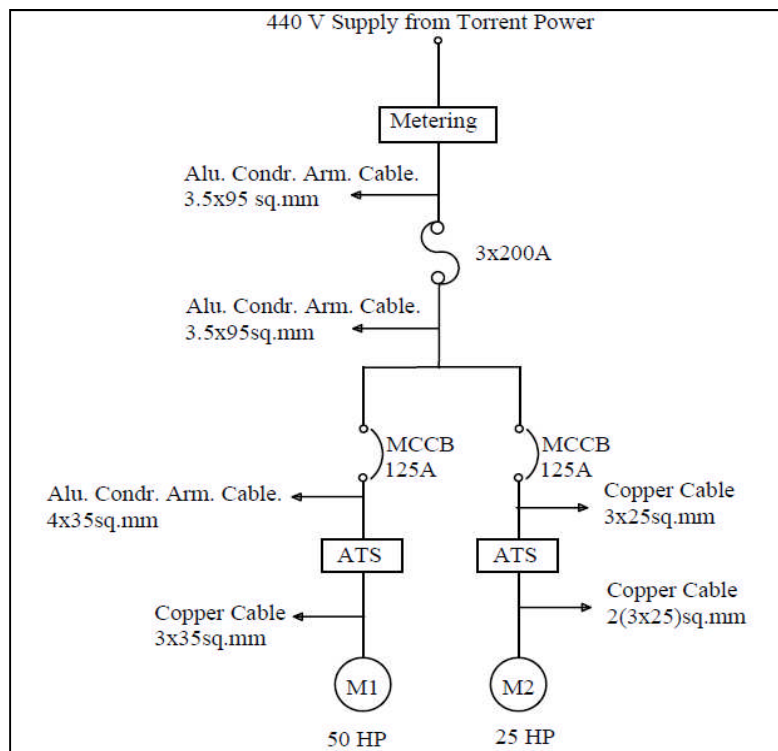 440 V Supply from Torrent Power
Metering
Alu. Condr. Arm. Cable.
3.5x95 sq.mm
3x200A
Alu. Condr. Arm. Cable.
3.5x95sq.mm
MCCB
125A
MCCB
125A
Alu. Condr. Arm. Cable.
4x35sq.mm
Copper Cable
3x25sq.mm
ATS
ATS
Copper Cable
3x35sq.mm
Copper Cable
2(3x25)sq.mm
M1
M2
50 HP
25 HP